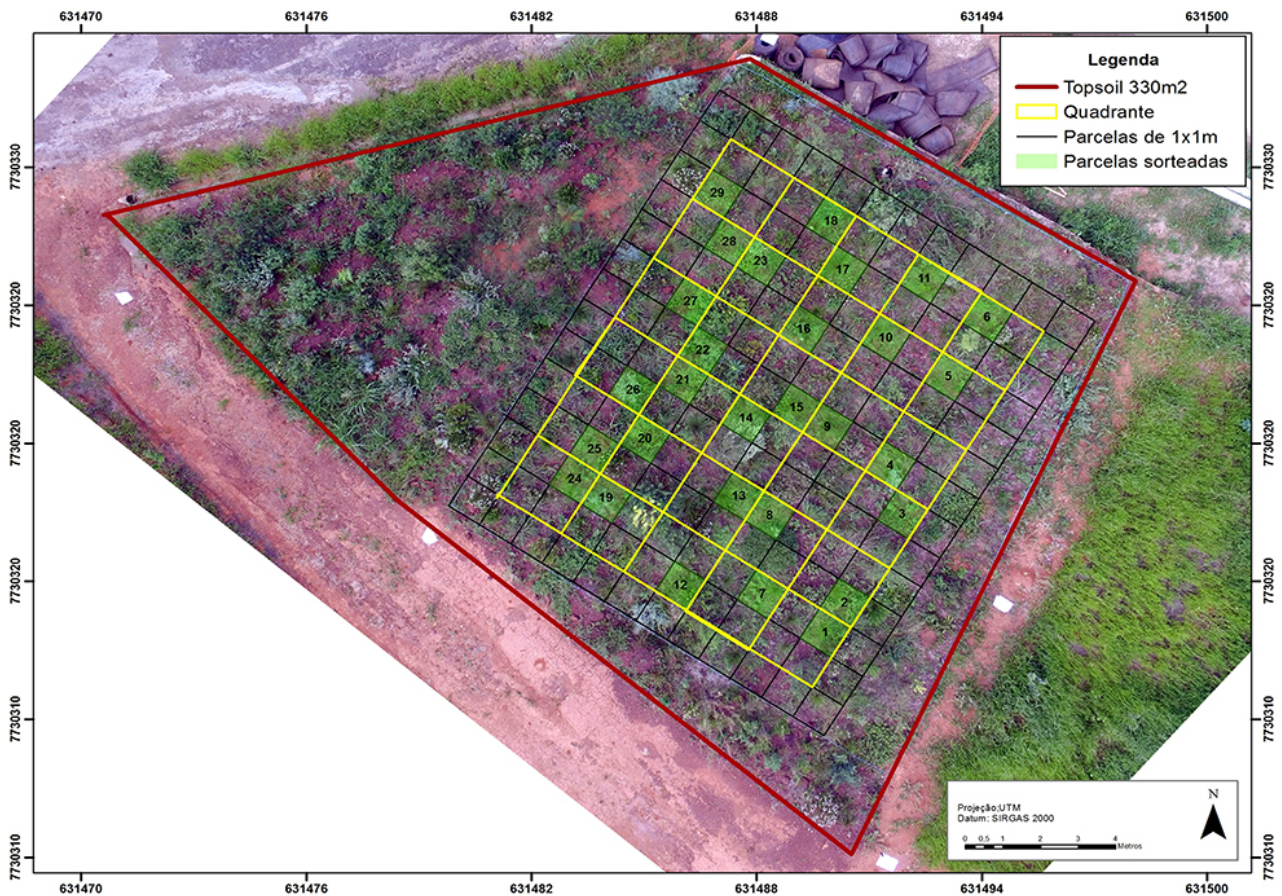 631470 631476 631482 631488 631494 631500
Legenda
Topsoil 330m2
Quadrante
Parcelas de 1x1m
Parcelas sorteadas
7730330 7730330
29
18
28
23
17
11
7730320 7730320
27
6
16
10
22
5
21
26
15
14
9
20
7730320 7730320
25
4
24
19
13
8
3
7730320 7730320
12
7
2
1
7730310 7730310
N
Projeção;UTM
Datum: SIRGAS 2000
0 0,5 1 2 3 4
Metros
7730310 7730310
631470 631476 631482 631488 631494 631500